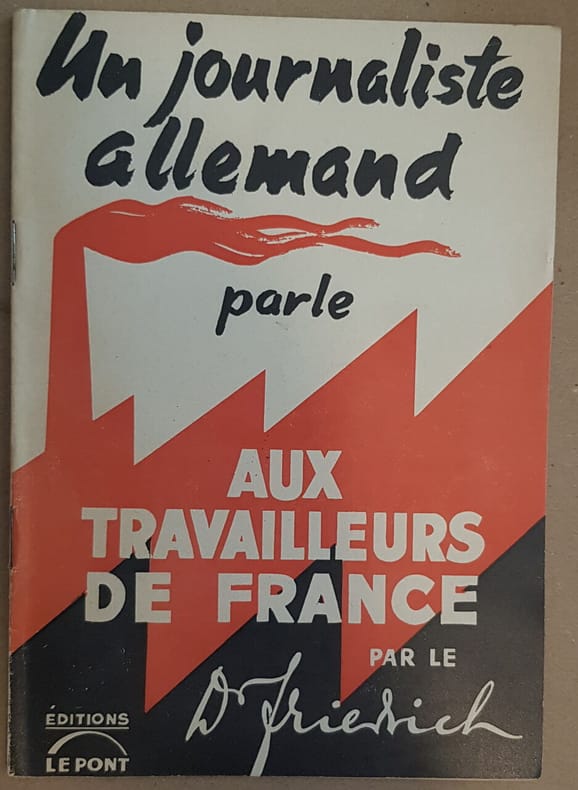 Un journaliste
allemand
parle
AUX
TRAVAILLEURS
DE FRANCE
PAR LE
Dr Friedrich
ÉDITIONS
LE PONT